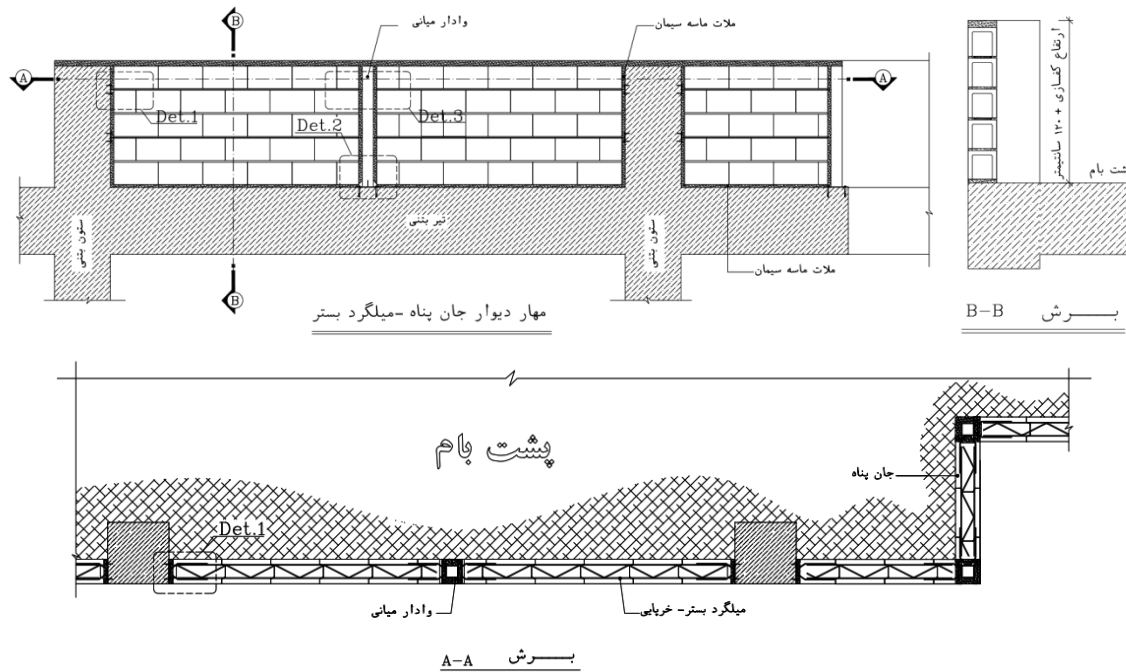 B
وادار میانی
ملات ماسه سیمان
A
A
Det.1
Det.2
Det.3
ارتفاع کفسازی + ۱۲۰ سانتیمتر
شت بام
ستون بتنی
تیر بتنی
ستون بتنی
ملات ماسه سیمان
B
مهار دیوار جان پناه -میلگرد بستر
برش B-B
پشت بام
جان پناه
Det.1
وادار میانی
میلگرد بستر- خرپایی
برش A-A